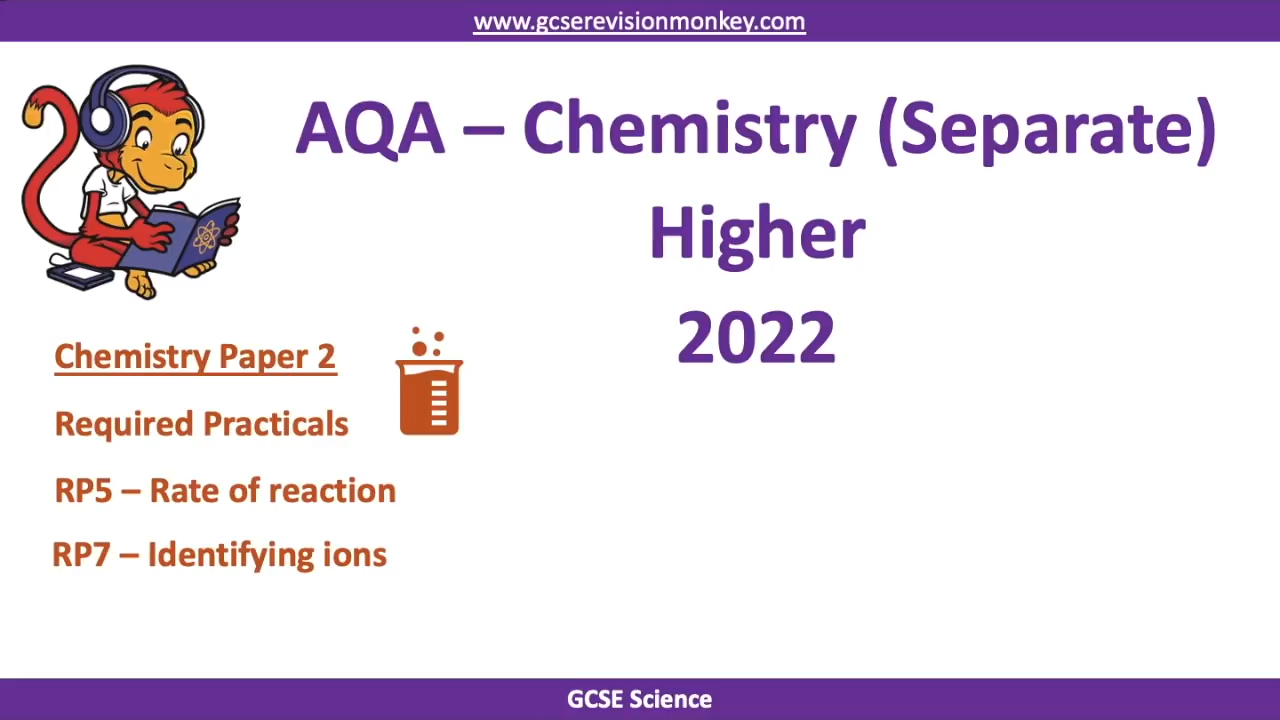 www.gcserevisionmonkey.com
AQA – Chemistry (Separate)
Higher
2022
Chemistry Paper 2
Required Practicals
RP5 – Rate of reaction
RP7 – Identifying ions
GCSE Science